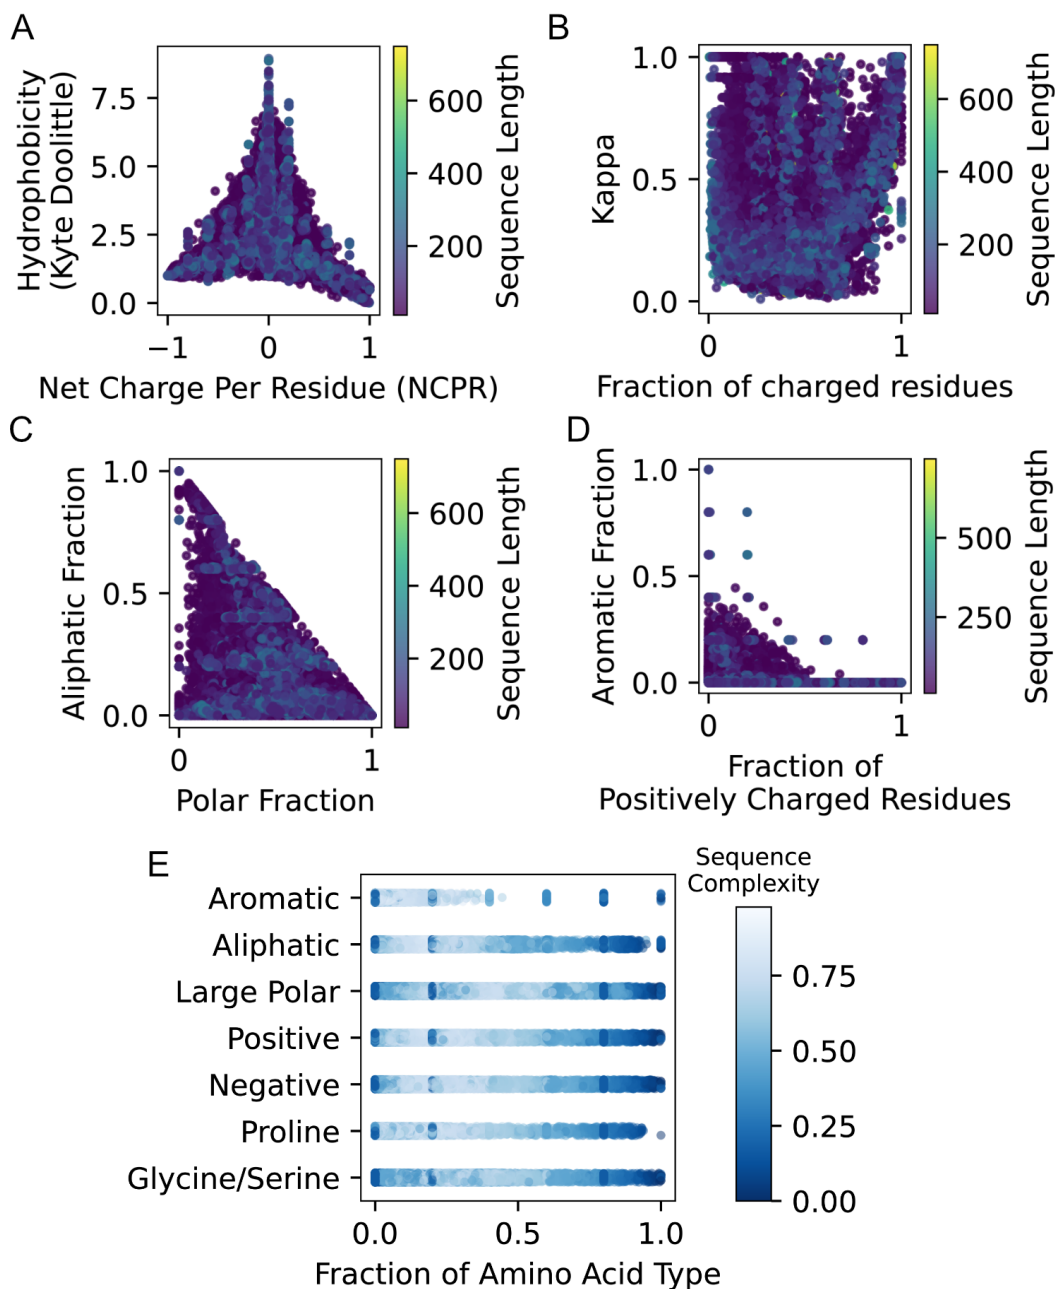 A
Hydrophobicity
(Kyte Doolittle)
7.5
5.0
2.5
0.0
−1
0
1
Net Charge Per Residue (NCPR)
600
400
200
Sequence Length
B
Kappa
1.0
0.5
0.0
0
1
Fraction of charged residues
600
400
200
Sequence Length
C
Aliphatic Fraction
1.0
0.5
0.0
0
1
Polar Fraction
600
400
200
Sequence Length
D
Aromatic Fraction
1.0
0.5
0.0
0
1
Fraction of
Positively Charged Residues
500
250
Sequence Length
E
Aromatic
Aliphatic
Large Polar
Positive
Negative
Proline
Glycine/Serine
0.0
0.5
1.0
Fraction of Amino Acid Type
Sequence
Complexity
0.75
0.50
0.25
0.00